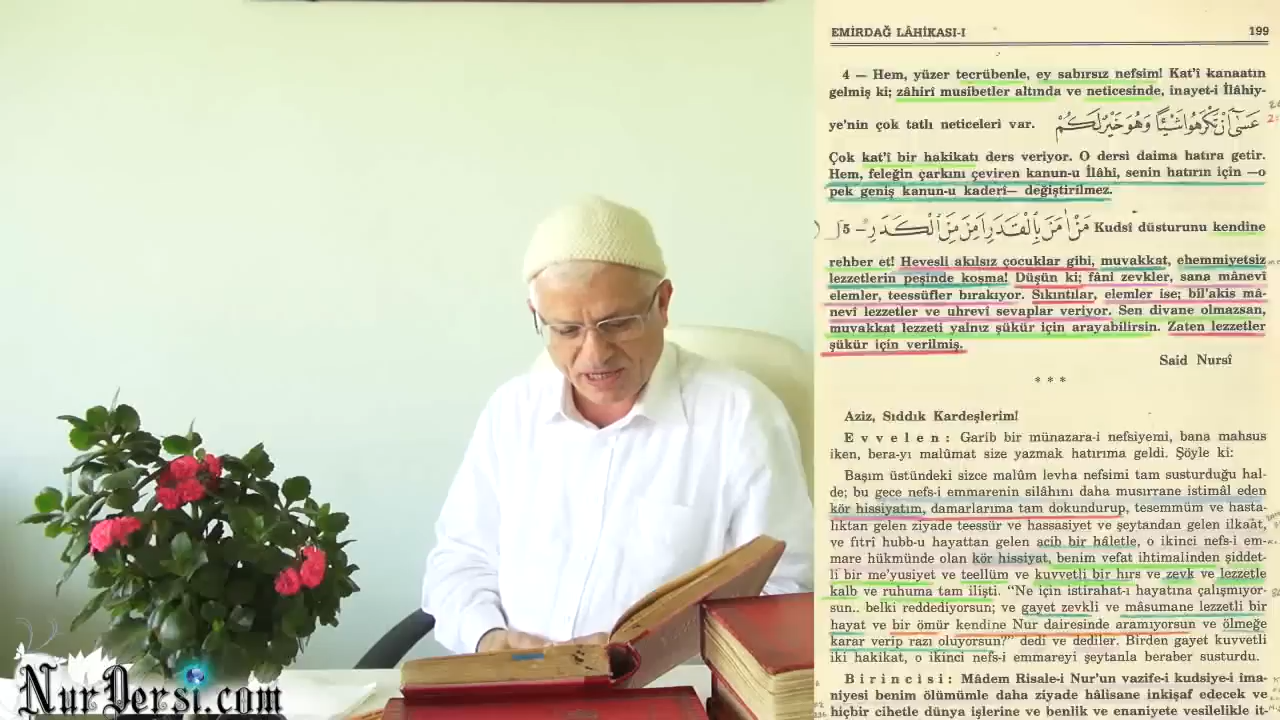 EMİRDAĞ LÂHİKASI-I 199
4 — Hem, yüzer tecrübenle, ey sabırsız nefsim! Kat'î kanaatın
gelmiş ki; zâhirî musibetler altında ve neticesinde, inayet-i İlâhiy-
ye'nin çok tatlı neticeleri var. عَسٰٓى اَنْ تَكْرَهُوا شَيْئًا وَهُوَ خَيْرٌ لَكُمْ
Çok kat'î bir hakikatı ders veriyor. O dersi daima hatıra getir.
Hem, feleğin çarkını çeviren kanun-u İlâhî, senin hatırın için —o
pek geniş kanun-u kaderî— değiştirilmez.
5 — مَنْ اٰمَنَ بِالْقَدَرِ اَمِنَ مِنَ الْكَدَرِ Kudsî düsturunu kendine
rehber et! Hevesli akılsız çocuklar gibi, muvakkat, ehemmiyetsiz
lezzetlerin peşinde koşma! Düşün ki; fâni zevkler, sana mânevî
elemler, teessüfler bırakıyor. Sıkıntılar, elemler ise; bil'akis mâ-
nevî lezzetler ve uhrevî sevaplar veriyor. Sen divane olmazsan,
muvakkat lezzeti yalnız şükür için arayabilirsin. Zaten lezzetler
şükür için verilmiş.
Said Nursî
* * *
Aziz, Sıddık Kardeşlerim!
Evvelen: Garib bir münazara-i nefsiyemi, bana mahsus
iken, bera-yı malûmat size yazmak hatırıma geldi. Şöyle ki:
Başım üstündeki sizce malûm levha nefsimi tam susturduğu hal-
de; bu gece nefs-i emmarenin silâhını daha musırrane istimâl eden
kör hissiyatım, damarlarıma tam dokundurup, tesemmüm ve hasta-
lıktan gelen ziyade teessür ve hassasiyet ve şeytandan gelen ilkaat,
ve fıtrî hubb-u hayattan gelen acib bir hâletle, o ikinci nefs-i em-
mare hükmünde olan kör hissiyat, benim vefat ihtimalinden şiddet-
li bir me'yusiyet ve teellüm ve kuvvetli bir hırs ve zevk ve lezzetle
kalb ve ruhuma tam ilişti. "Ne için istirahat-ı hayatına çalışmıyor-
sun.. belki reddediyorsun; ve gayet zevkli ve mâsumane lezzetli bir
hayat ve bir ömür kendine Nur dairesinde aramıyorsun ve ölmeğe
karar verip razı oluyorsun?" dedi ve dediler. Birden gayet kuvvetli
iki hakikat, o ikinci nefs-i emmareyi şeytanla beraber susturdu.
Birincisi: Mâdem Risale-i Nur'un vazife-i kudsiye-i ima-
niyesi benim ölümümle daha ziyade hâlisane inkişaf edecek ve
hiçbir cihetle dünya işlerine ve benlik ve enaniyete vesilelikle it-
NurDersi.com